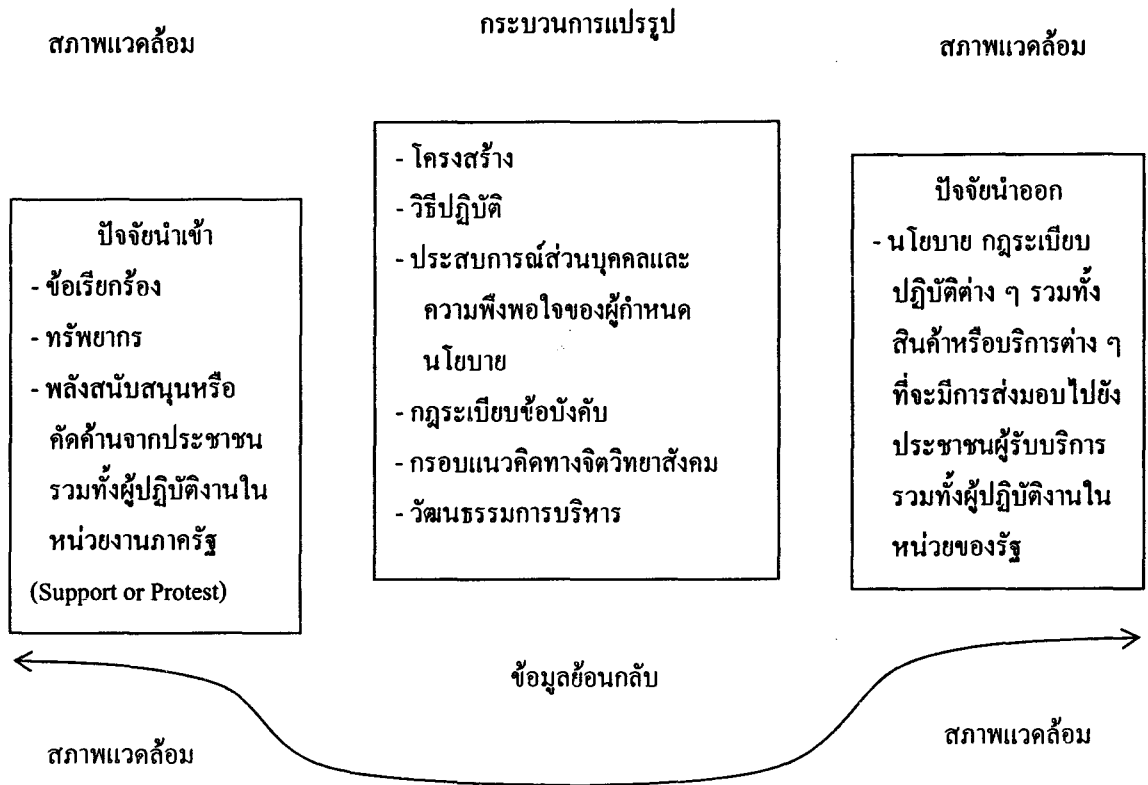 กระบวนการแปรรูป
สภาพแวดล้อม
สภาพแวดล้อม
ปัจจัยนำเข้า
- ข้อเรียกร้อง
- ทรัพยากร
- พลังสนับสนุนหรือ
คัดค้านจากประชาชน
รวมทั้งผู้ปฏิบัติงานใน
หน่วยงานภาครัฐ
(Support or Protest)
- โครงสร้าง
- วิธีปฏิบัติ
- ประสบการณ์ส่วนบุคคลและ
ความพึงพอใจของผู้กำหนด
นโยบาย
- กฎระเบียบข้อบังคับ
- กรอบแนวคิดทางจิตวิทยาสังคม
- วัฒนธรรมการบริหาร
ปัจจัยนำออก
- นโยบาย กฎระเบียบ
ปฏิบัติต่าง ๆ รวมทั้ง
สินค้าหรือบริการต่าง ๆ
ที่จะมีการส่งมอบไปยัง
ประชาชนผู้รับบริการ
รวมทั้งผู้ปฏิบัติงานใน
หน่วยของรัฐ
ข้อมูลย้อนกลับ
สภาพแวดล้อม
สภาพแวดล้อม